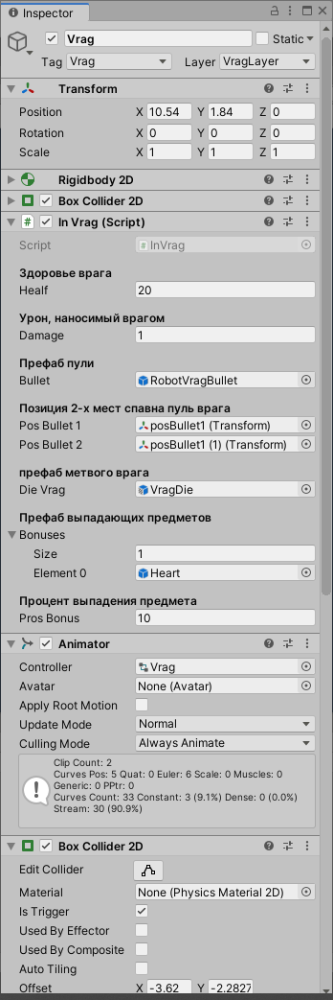 Inspector
Vrag Static
Tag Vrag Layer VragLayer
Transform
Position X 10.54 Y 1.84 Z 0
Rotation X 0 Y 0 Z 0
Scale X 1 Y 1 Z 1
Rigidbody 2D
Box Collider 2D
# In Vrag (Script)
Script # InVrag
Здоровье врага
Healf 20
Урон, наносимый врагом
Damage 1
Префаб пули
Bullet RobotVragBullet
Позиция 2-х мест спавна пуль врага
Pos Bullet 1 posBullet1 (Transform)
Pos Bullet 2 posBullet1 (1) (Transform)
префаб метвого врага
Die Vrag VragDie
Префаб выпадающих предметов
Bonuses
Size 1
Element 0 Heart
Процент выпадения предмета
Pros Bonus 10
Animator
Controller Vrag
Avatar None (Avatar)
Apply Root Motion
Update Mode Normal
Culling Mode Always Animate
Clip Count: 2
Curves Pos: 5 Quat: 0 Euler: 6 Scale: 0 Muscles: 0
Generic: 0 PPtr: 0
Curves Count: 33 Constant: 3 (9.1%) Dense: 0 (0.0%)
Stream: 30 (90.9%)
Box Collider 2D
Edit Collider
Material None (Physics Material 2D)
Is Trigger
Used By Effector
Used By Composite
Auto Tiling
Offset X -3.62 Y -2.2827